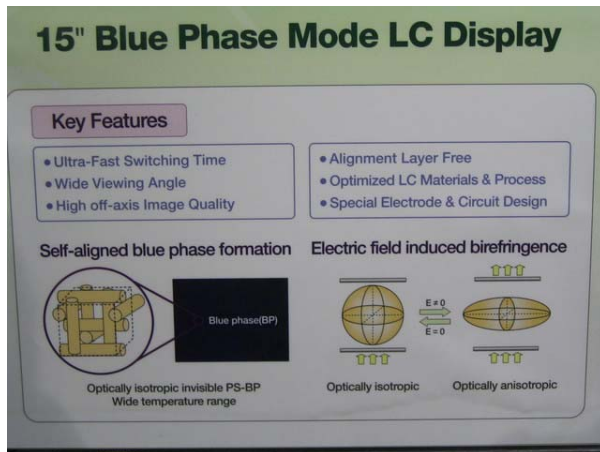 15" Blue Phase Mode LC Display
Key Features
• Ultra-Fast Switching Time
• Wide Viewing Angle
• High off-axis Image Quality
• Alignment Layer Free
• Optimized LC Materials & Process
• Special Electrode & Circuit Design
Self-aligned blue phase formation
Blue phase(BP)
Optically isotropic invisible PS-BP
Wide temperature range
Electric field induced birefringence
E ≠ 0
E = 0
Optically isotropic
Optically anisotropic